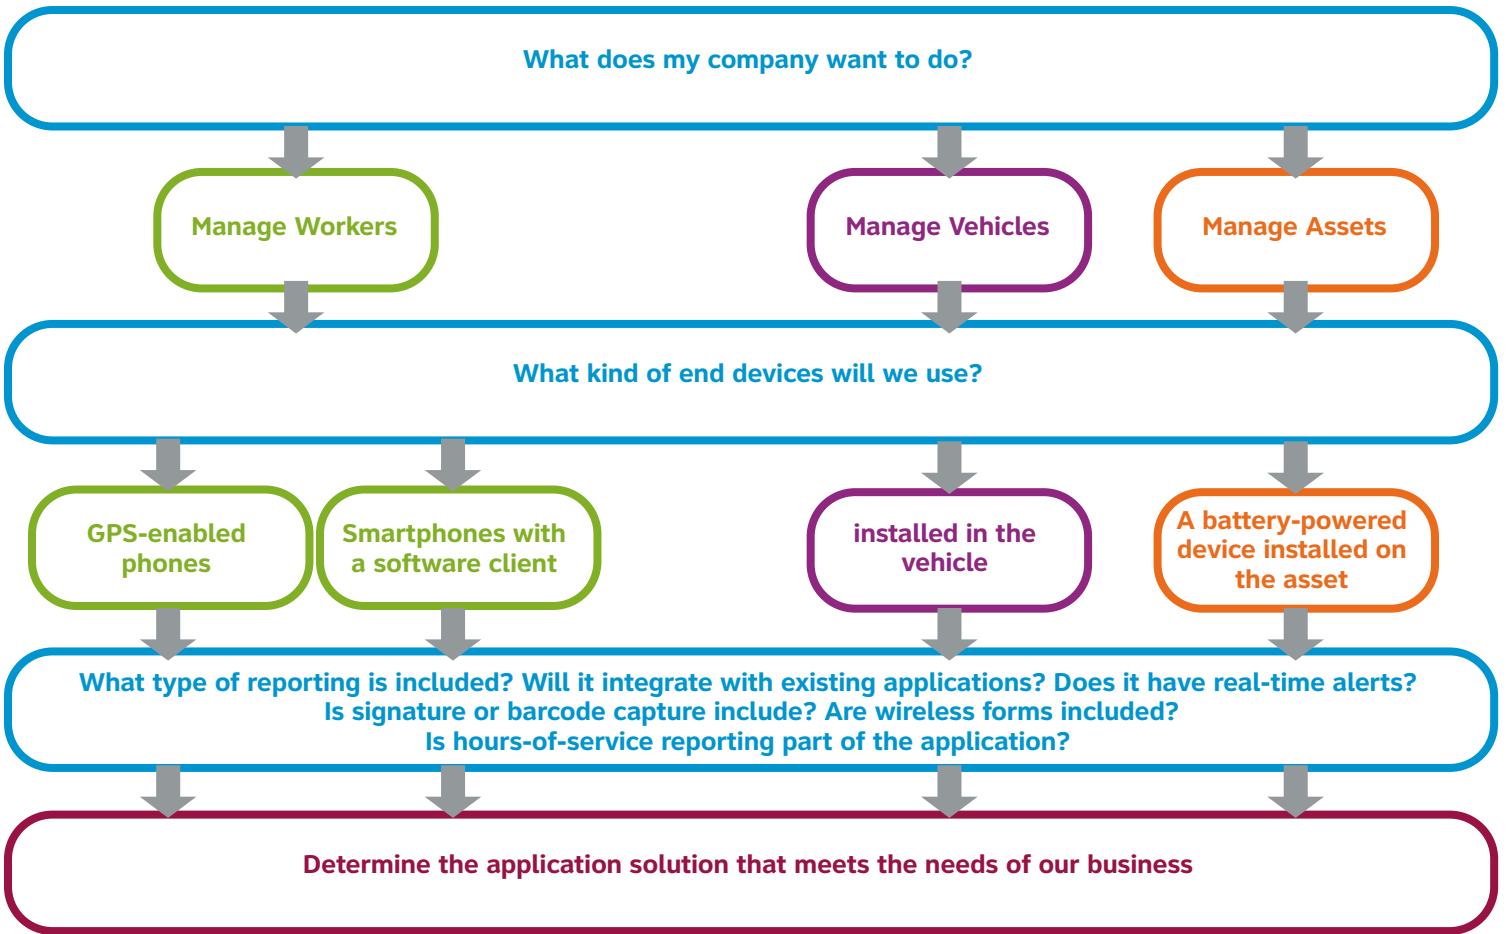 What does my company want to do?
Manage Workers
Manage Vehicles
Manage Assets
What kind of end devices will we use?
GPS-enabled
phones
Smartphones with
a software client
installed in the
vehicle
A battery-powered
device installed on
the asset
What type of reporting is included? Will it integrate with existing applications? Does it have real-time alerts?
Is signature or barcode capture include? Are wireless forms included?
Is hours-of-service reporting part of the application?
Determine the application solution that meets the needs of our business